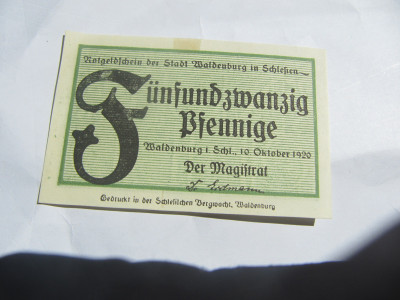 Notgeldschein der Stadt Waldenburg in Schlesien
Fünfundzwanzig
Pfennige
Waldenburg i. Schl., 10. Oktober 1920
Der Magistrat
Gedruckt in der Schlesischen Bergwacht, Waldenburg